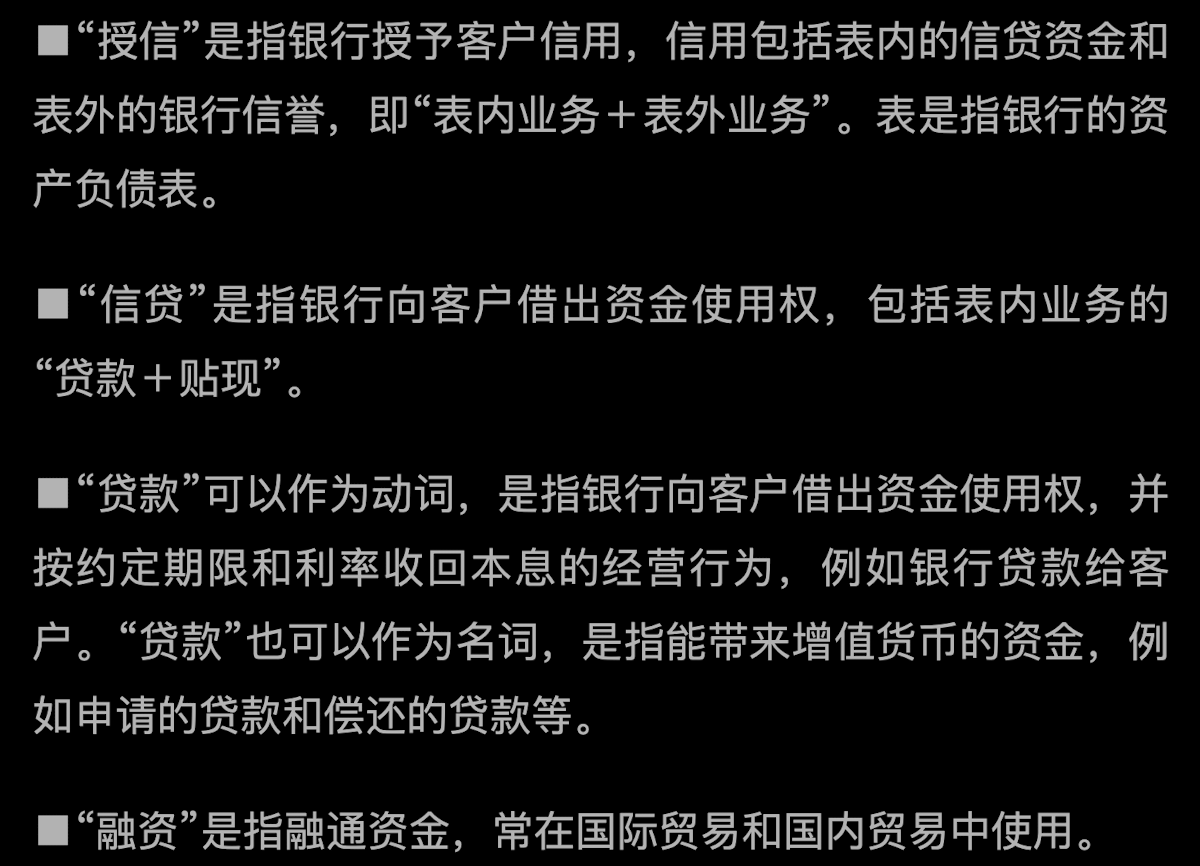 ■“授信”是指银行授予客户信用，信用包括表内的信贷资金和
表外的银行信誉，即“表内业务＋表外业务”。表是指银行的资
产负债表。
■“信贷”是指银行向客户借出资金使用权，包括表内业务的
“贷款＋贴现”。
■“贷款”可以作为动词，是指银行向客户借出资金使用权，并
按约定期限和利率收回本息的经营行为，例如银行贷款给客
户。“贷款”也可以作为名词，是指能带来增值货币的资金，例
如申请的贷款和偿还的贷款等。
■“融资”是指融通资金，常在国际贸易和国内贸易中使用。